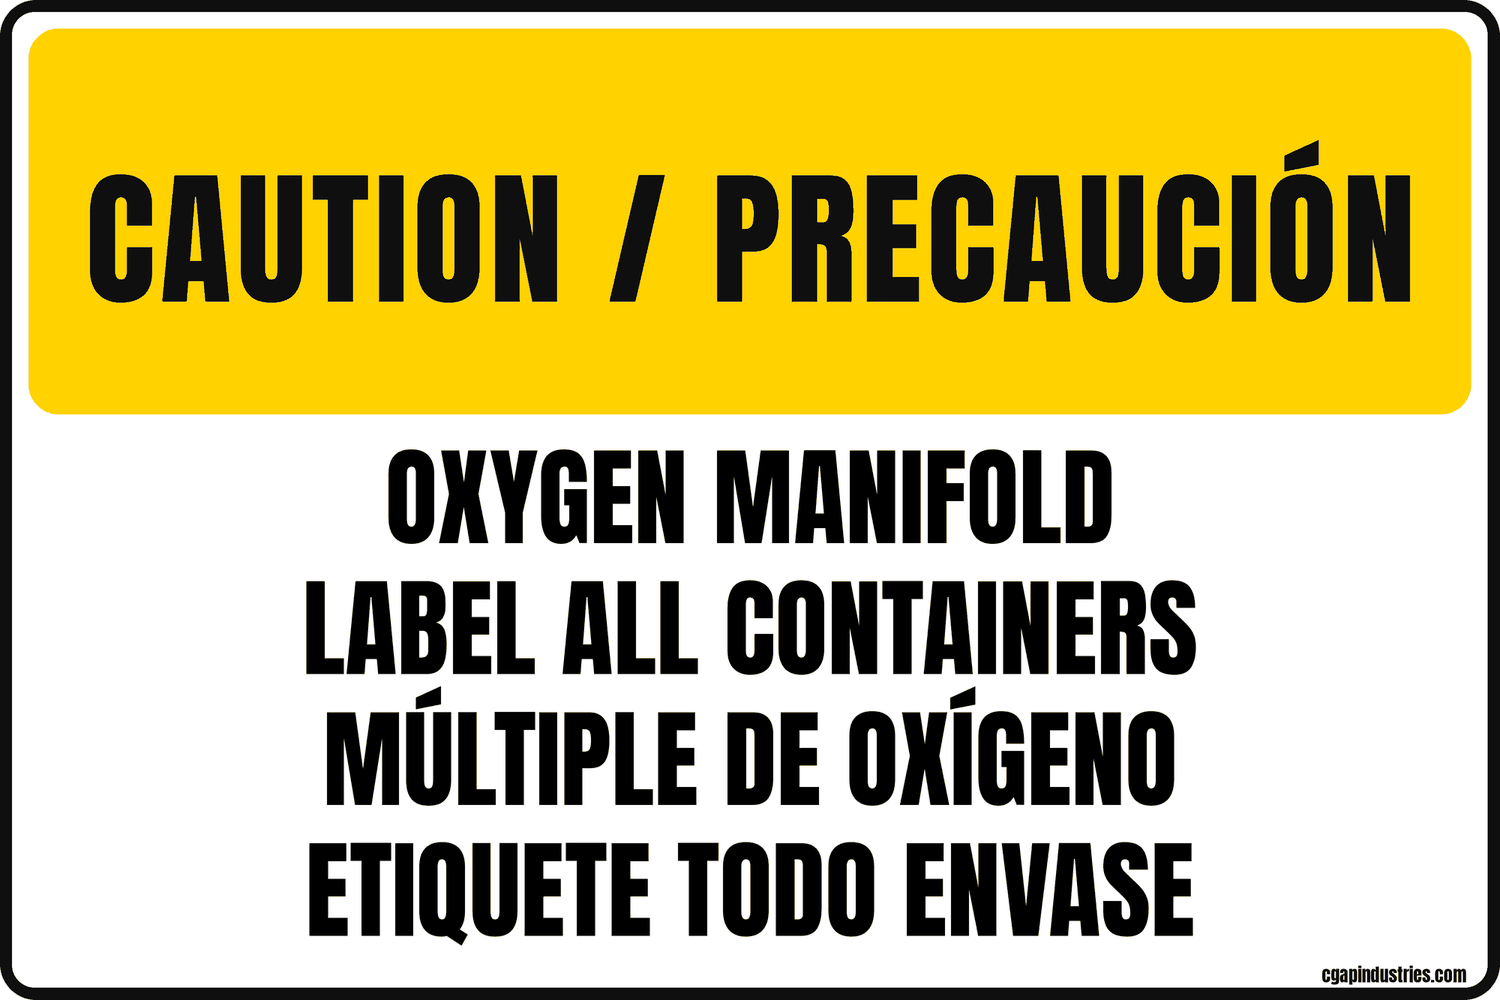 CAUTION / PRECAUCIÓN
OXYGEN MANIFOLD
LABEL ALL CONTAINERS
MÚLTIPLE DE OXÍGENO
ETIQUETE TODO ENVASE
cgapindustries.com